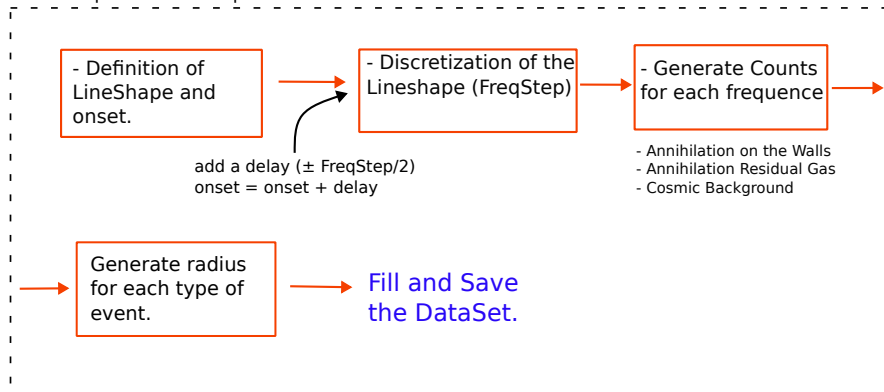 - Definition of
LineShape and
onset.
- Discretization of the
Lineshape (FreqStep)
- Generate Counts
for each frequence
add a delay (± FreqStep/2)
onset = onset + delay
- Annihilation on the Walls
- Annihilation Residual Gas
- Cosmic Background
Generate radius
for each type of
event.
Fill and Save
the DataSet.